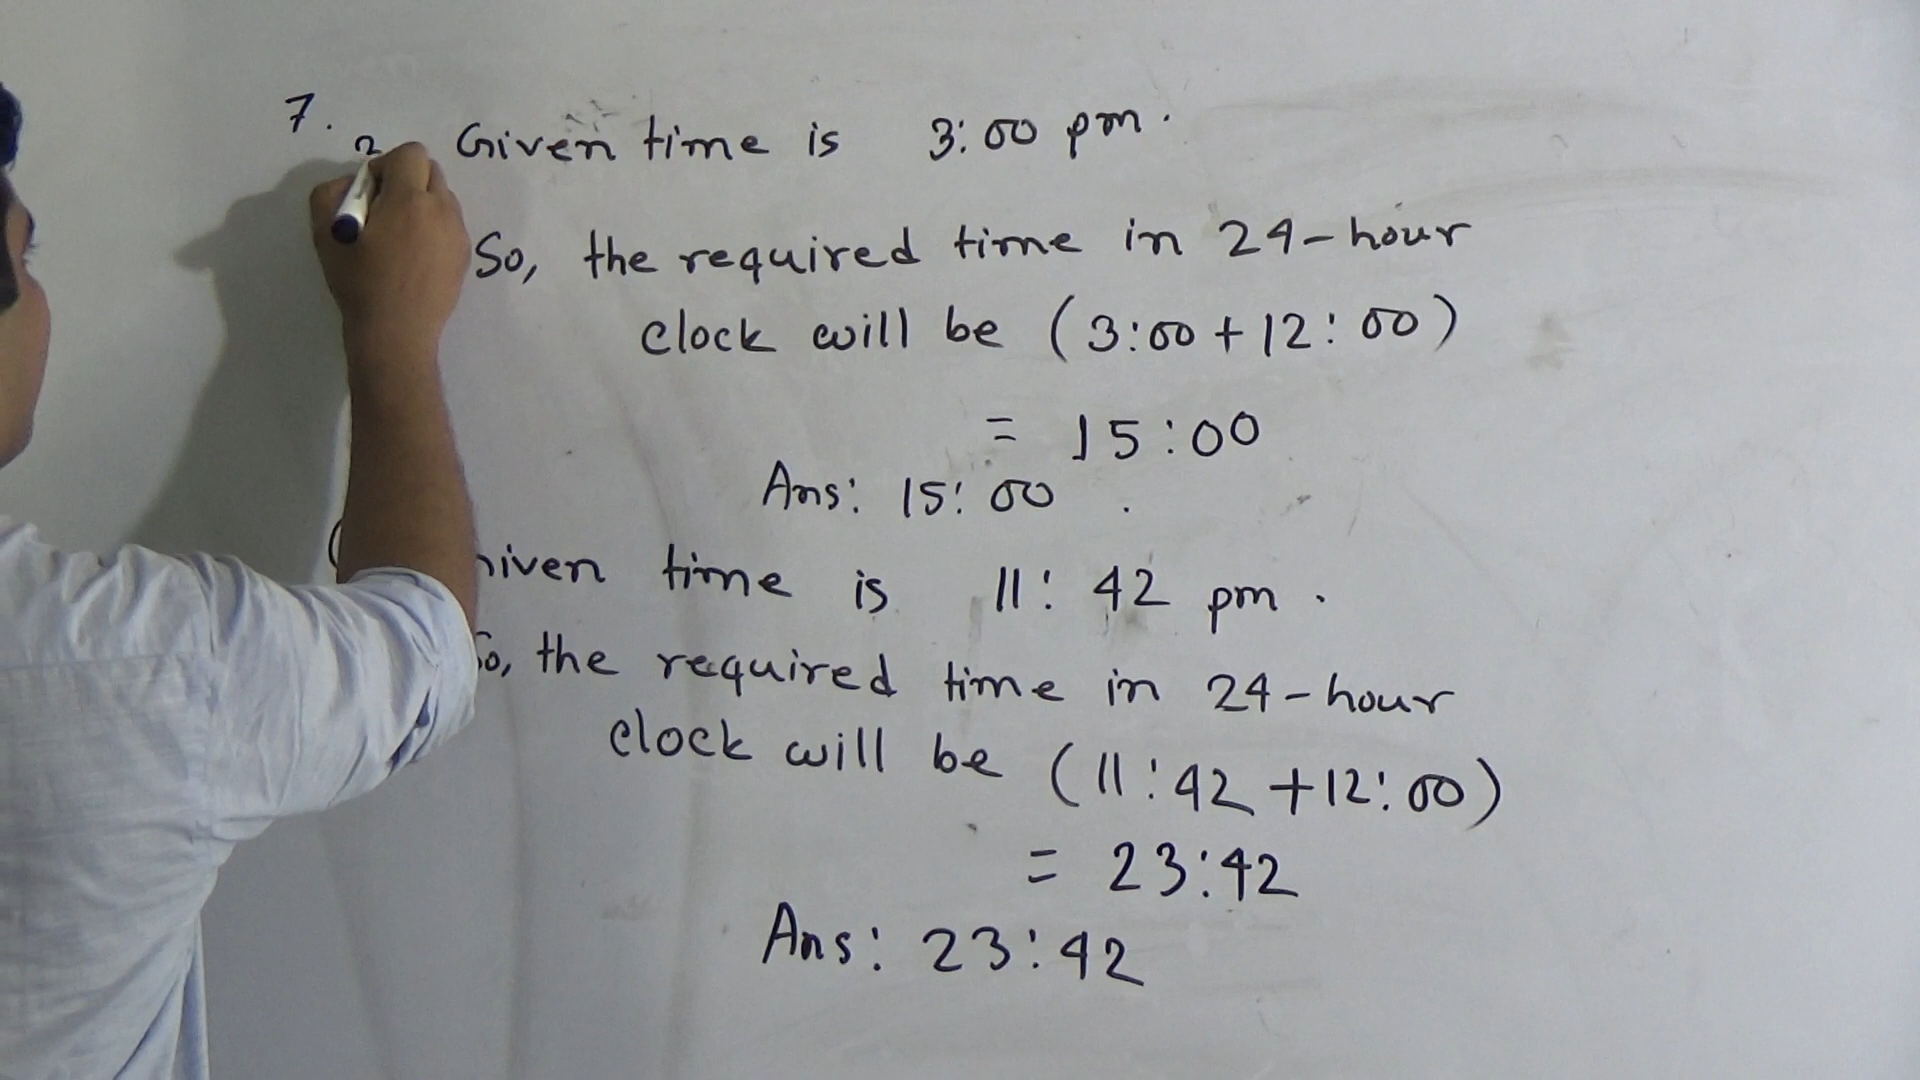 7. Given time is 3:00 pm.
So, the required time in 24-hour
clock will be (3:00 + 12:00)
= 15:00
Ans: 15:00
time is 11:42 pm.
the required time in 24-hour
clock will be (11:42 + 12:00)
= 23:42
Ans: 23:42